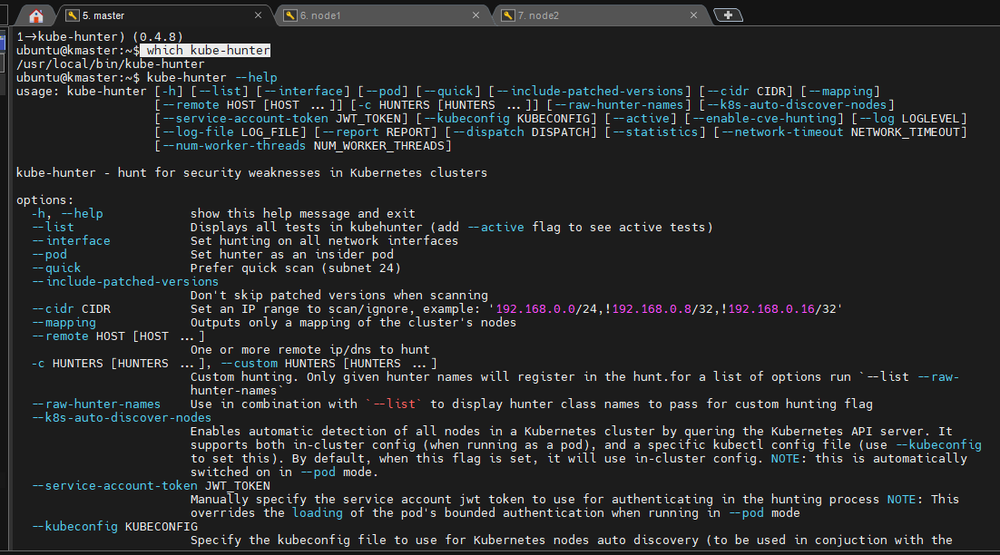 5. master
6. node1
7. node2
1→kube-hunter) (0.4.8)
ubuntu@kmaster:~$ which kube-hunter
/usr/local/bin/kube-hunter
ubuntu@kmaster:~$ kube-hunter --help
usage: kube-hunter [-h] [--list] [--interface] [--pod] [--quick] [--include-patched-versions] [--cidr CIDR] [--mapping]
[--remote HOST [HOST ...]] [-c HUNTERS [HUNTERS ...]] [--raw-hunter-names] [--k8s-auto-discover-nodes]
[--service-account-token JWT_TOKEN] [--kubeconfig KUBECONFIG] [--active] [--enable-cve-hunting] [--log LOGLEVEL]
[--log-file LOG_FILE] [--report REPORT] [--dispatch DISPATCH] [--statistics] [--network-timeout NETWORK_TIMEOUT]
[--num-worker-threads NUM_WORKER_THREADS]
kube-hunter - hunt for security weaknesses in Kubernetes clusters
options:
-h, --help show this help message and exit
--list Displays all tests in kubehunter (add --active flag to see active tests)
--interface Set hunting on all network interfaces
--pod Set hunter as an insider pod
--quick Prefer quick scan (subnet 24)
--include-patched-versions
Don't skip patched versions when scanning
--cidr CIDR Set an IP range to scan/ignore, example: '192.168.0.0/24,!192.168.0.8/32,!192.168.0.16/32'
--mapping Outputs only a mapping of the cluster's nodes
--remote HOST [HOST ...]
One or more remote ip/dns to hunt
-c HUNTERS [HUNTERS ...], --custom HUNTERS [HUNTERS ...]
Custom hunting. Only given hunter names will register in the hunt.for a list of options run `--list --raw-
hunter-names`
--raw-hunter-names Use in combination with `--list` to display hunter class names to pass for custom hunting flag
--k8s-auto-discover-nodes
Enables automatic detection of all nodes in a Kubernetes cluster by quering the Kubernetes API server. It
supports both in-cluster config (when running as a pod), and a specific kubectl config file (use --kubeconfig
to set this). By default, when this flag is set, it will use in-cluster config. NOTE: this is automatically
switched on in --pod mode.
--service-account-token JWT_TOKEN
Manually specify the service account jwt token to use for authenticating in the hunting process NOTE: This
overrides the loading of the pod's bounded authentication when running in --pod mode
--kubeconfig KUBECONFIG
Specify the kubeconfig file to use for Kubernetes nodes auto discovery (to be used in conjuction with the